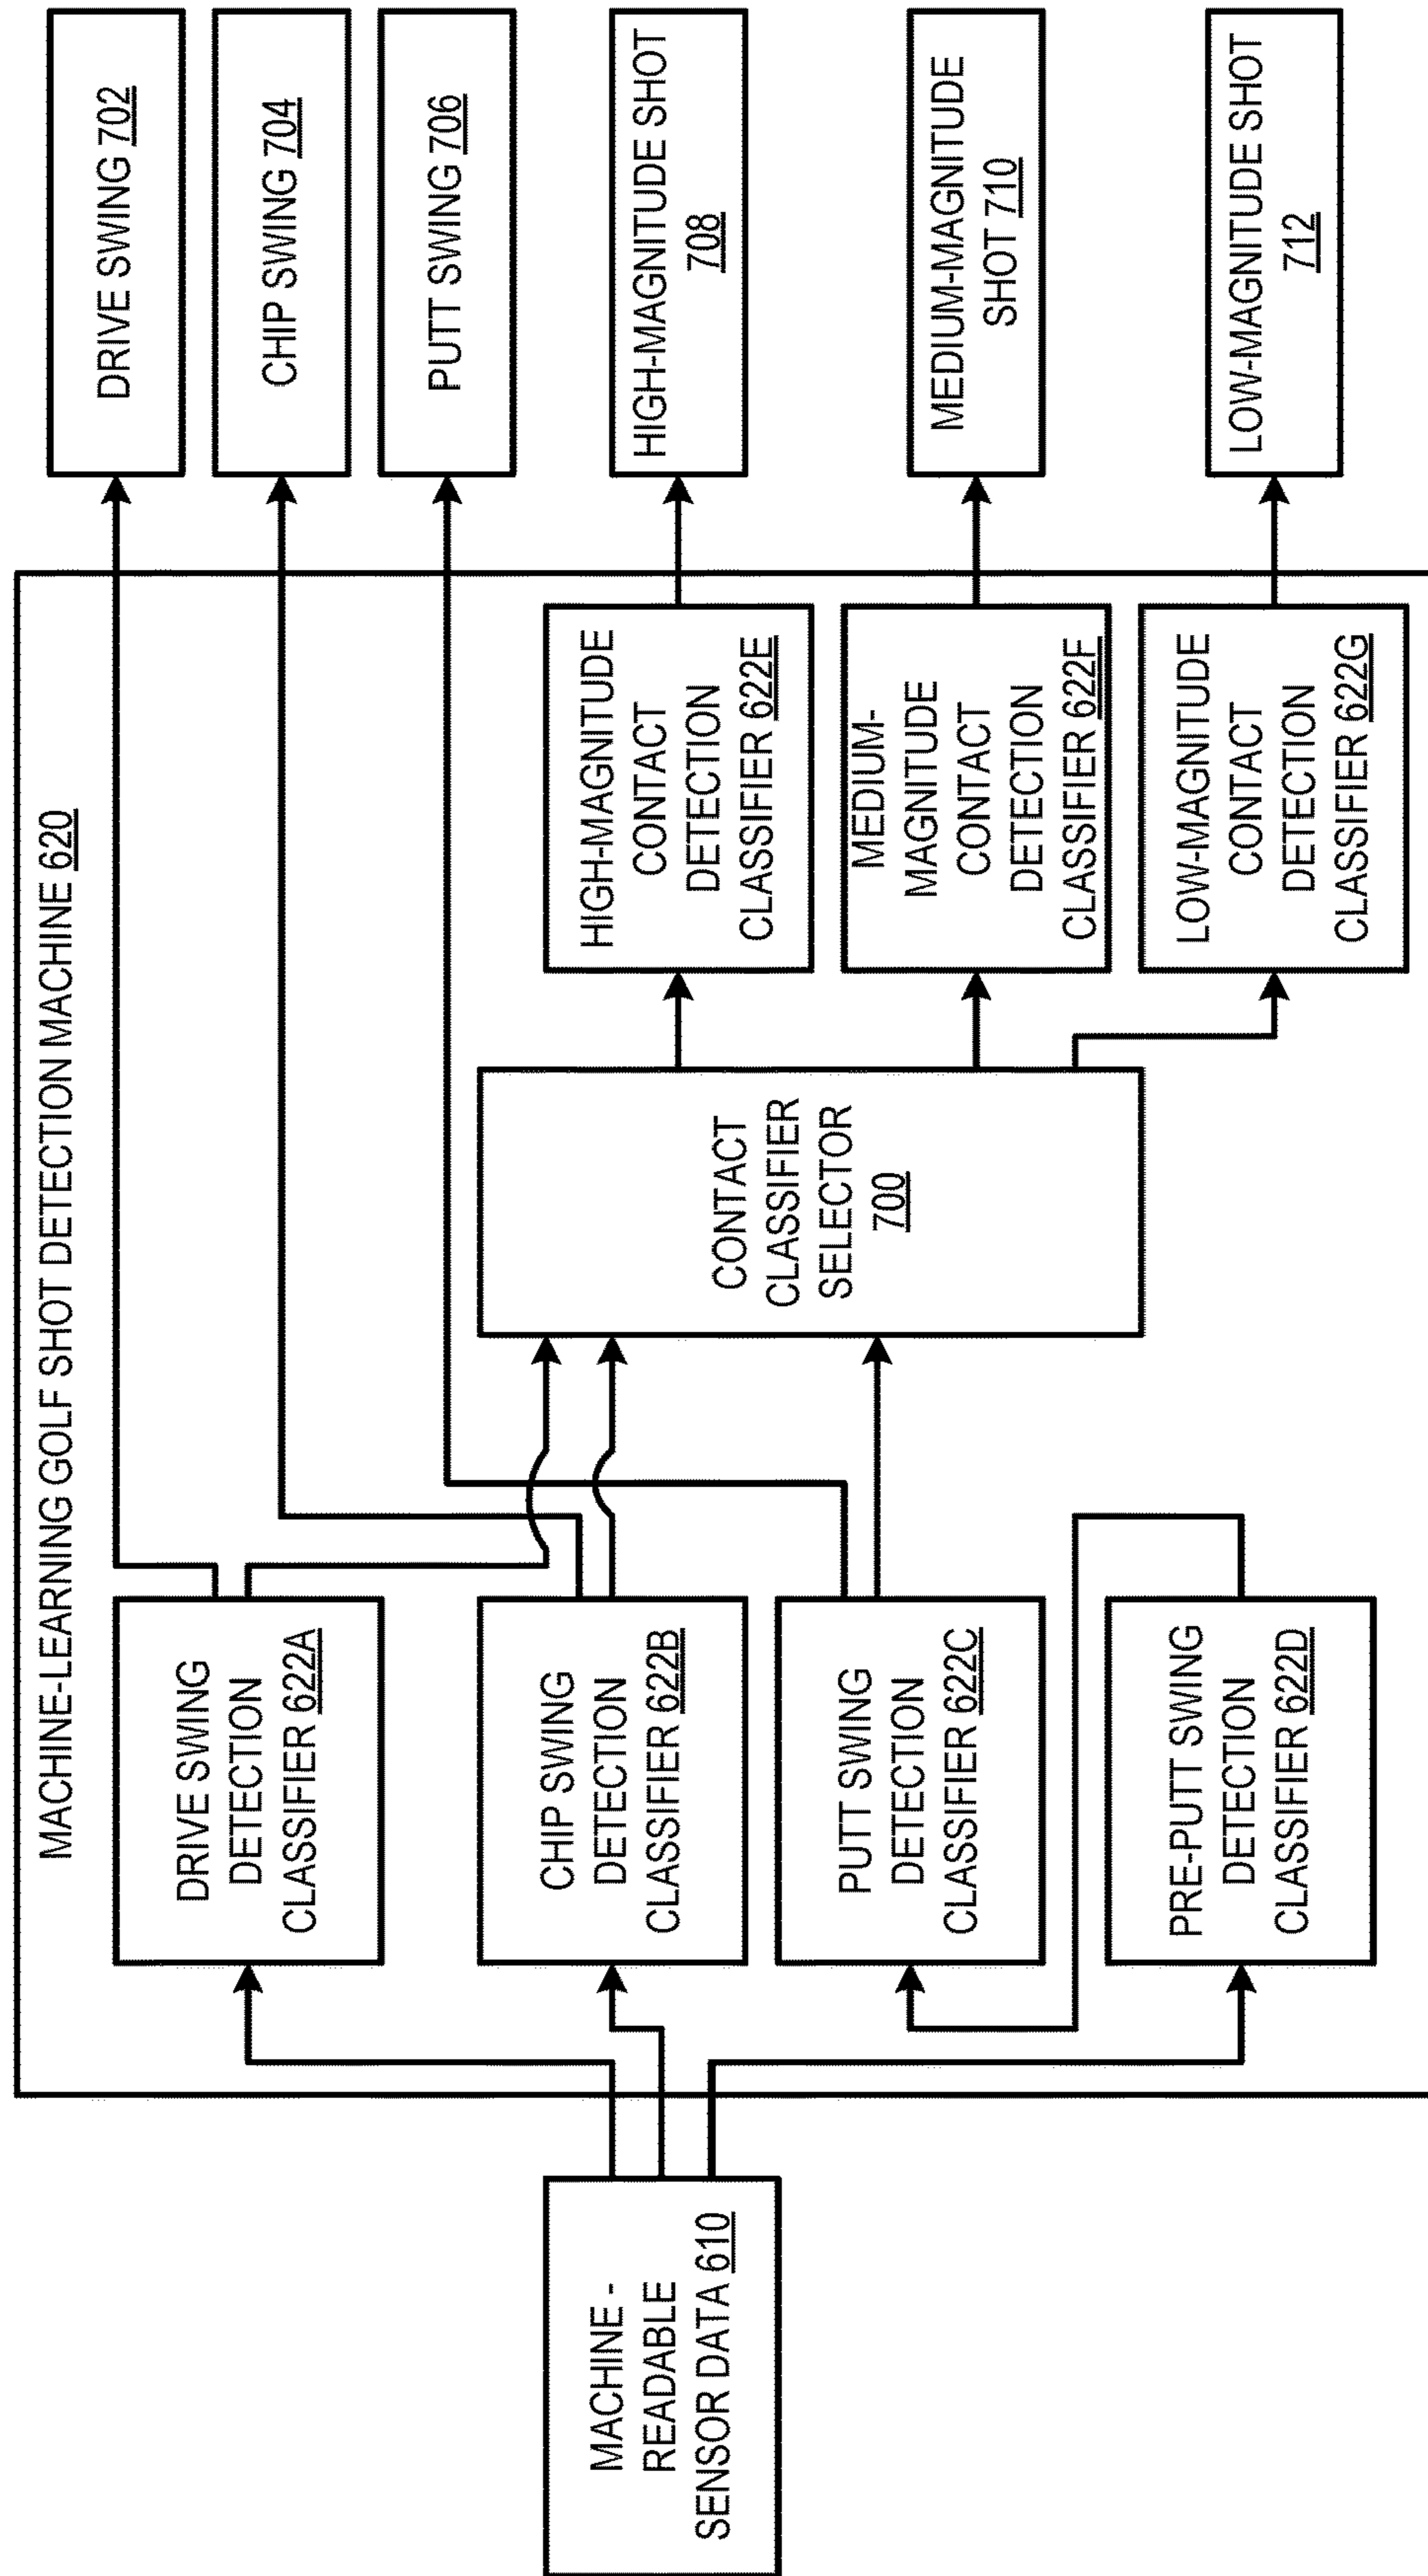 MACHINE-LEARNING GOLF SHOT DETECTION MACHINE 620
MACHINE -
READABLE
SENSOR DATA 610
DRIVE SWING
DETECTION
CLASSIFIER 622A
CHIP SWING
DETECTION
CLASSIFIER 622B
PUTT SWING
DETECTION
CLASSIFIER 622C
PRE-PUTT SWING
DETECTION
CLASSIFIER 622D
CONTACT
CLASSIFIER
SELECTOR
700
HIGH-MAGNITUDE
CONTACT
DETECTION
CLASSIFIER 622E
MEDIUM-
MAGNITUDE
CONTACT
DETECTION
CLASSIFIER 622F
LOW-MAGNITUDE
CONTACT
DETECTION
CLASSIFIER 622G
DRIVE SWING 702
CHIP SWING 704
PUTT SWING 706
HIGH-MAGNITUDE SHOT
708
MEDIUM-MAGNITUDE
SHOT 710
LOW-MAGNITUDE SHOT
712